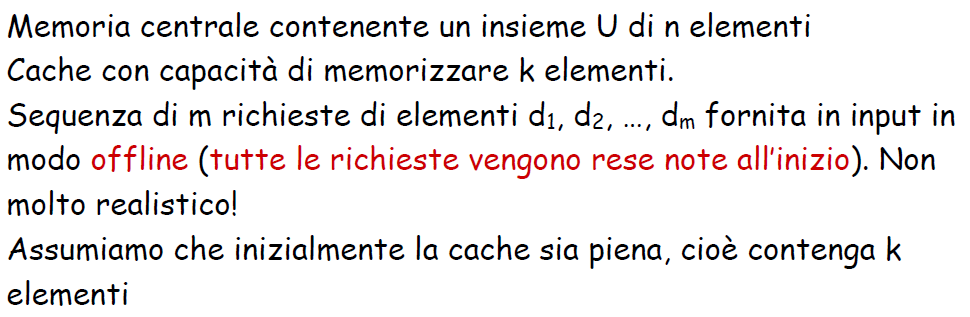 Memoria centrale contenente un insieme U di n elementi
Cache con capacità di memorizzare k elementi.
Sequenza di m richieste di elementi d₁, d₂, …, dₘ fornita in input in
modo offline (tutte le richieste vengono rese note all’inizio). Non
molto realistico!
Assumiamo che inizialmente la cache sia piena, cioè contenga k
elementi